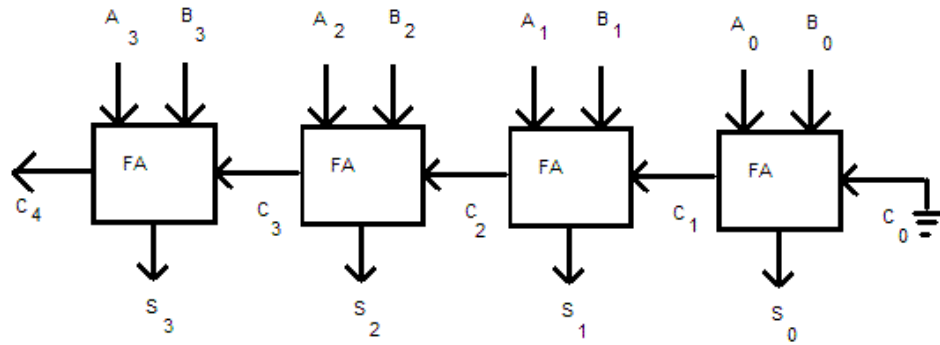 A3 B3 A2 B2 A1 B1 A0 B0
FA FA FA FA
C4 C3 C2 C1 C0
S3 S2 S1 S0